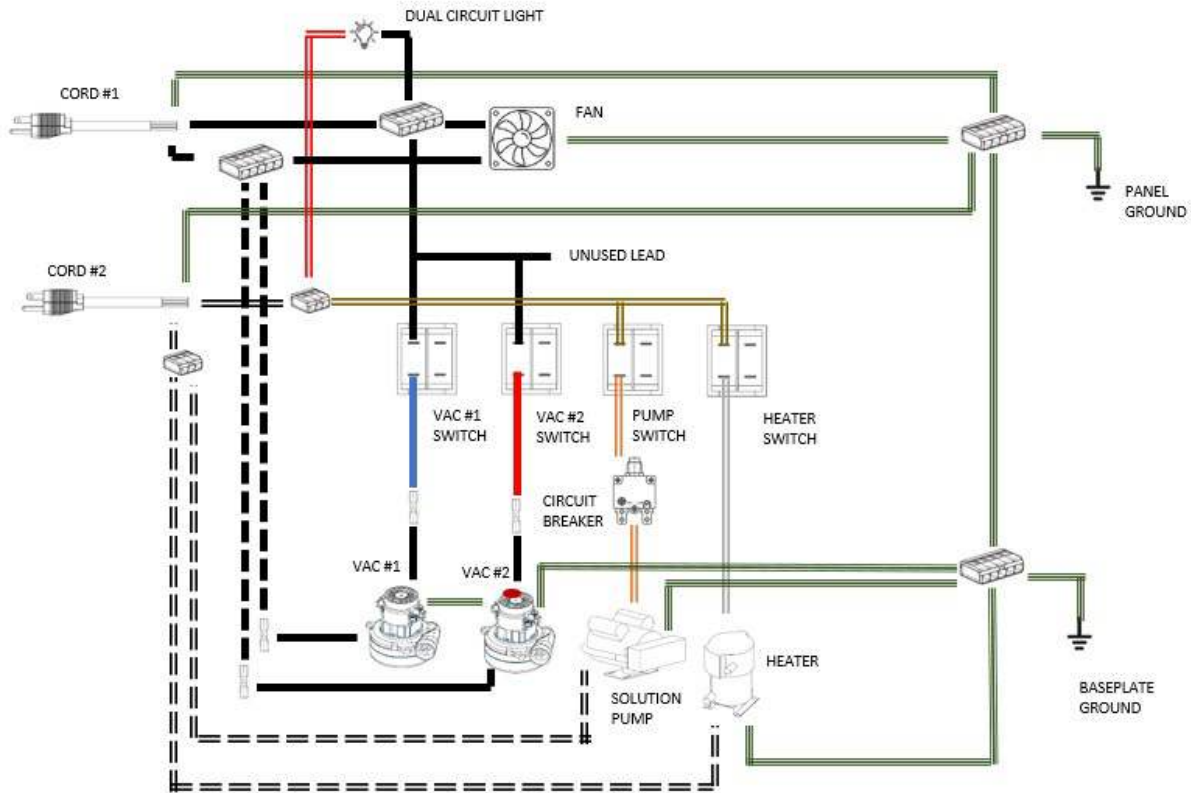 DUAL CIRCUIT LIGHT
CORD #1
FAN
PANEL
GROUND
UNUSED LEAD
CORD #2
VAC #1
SWITCH
VAC #2
SWITCH
PUMP
SWITCH
HEATER
SWITCH
CIRCUIT
BREAKER
VAC #1
VAC #2
HEATER
SOLUTION
PUMP
BASEPLATE
GROUND